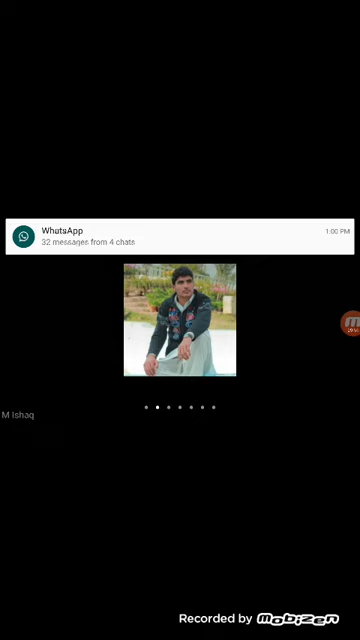 WhatsApp
1:00 PM
32 messages from 4 chats
M Ishaq
Recorded by mobizen